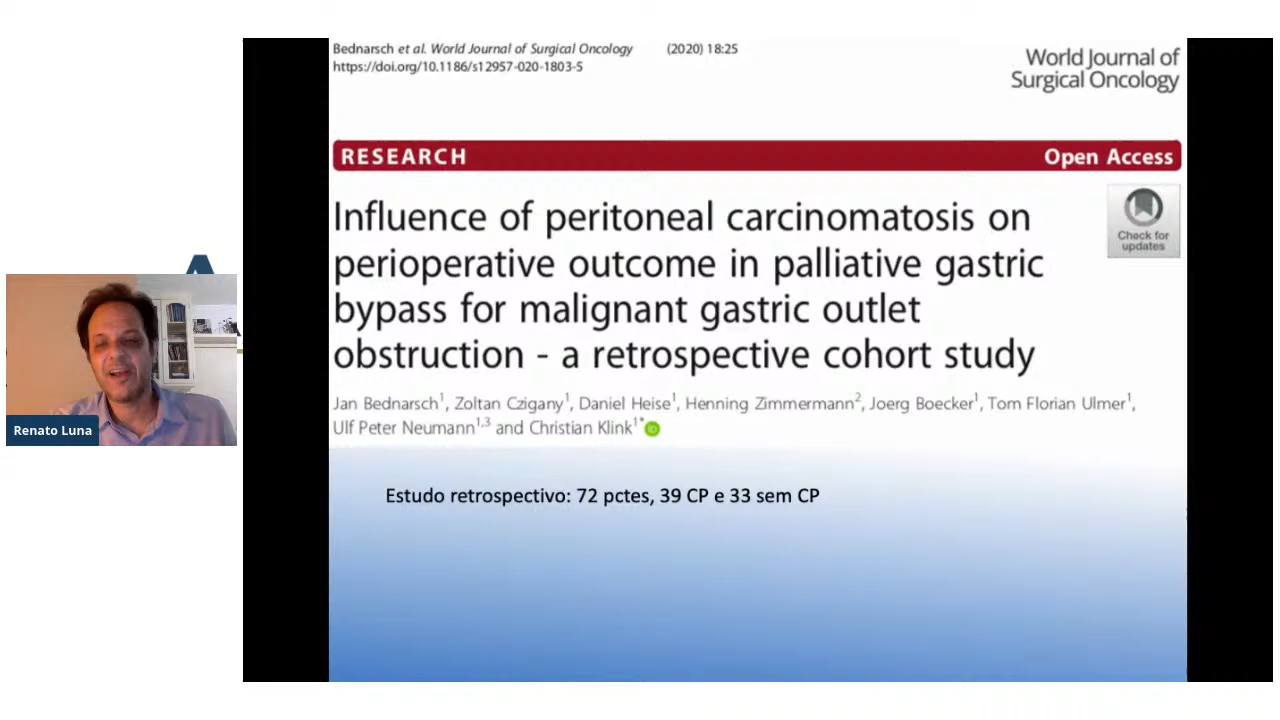 Bednarsch et al. World Journal of Surgical Oncology (2020) 18:25
https://doi.org/10.1186/s12957-020-1803-5
World Journal of
Surgical Oncology
RESEARCH
Open Access
Influence of peritoneal carcinomatosis on
perioperative outcome in palliative gastric
bypass for malignant gastric outlet
obstruction - a retrospective cohort study
Check for
updates
Jan Bednarsch1, Zoltan Czigany1, Daniel Heise1, Henning Zimmermann2, Joerg Boecker1, Tom Florian Ulmer1,
Ulf Peter Neumann1,3 and Christian Klink1* iD
Estudo retrospectivo: 72 pctes, 39 CP e 33 sem CP
Renato Luna